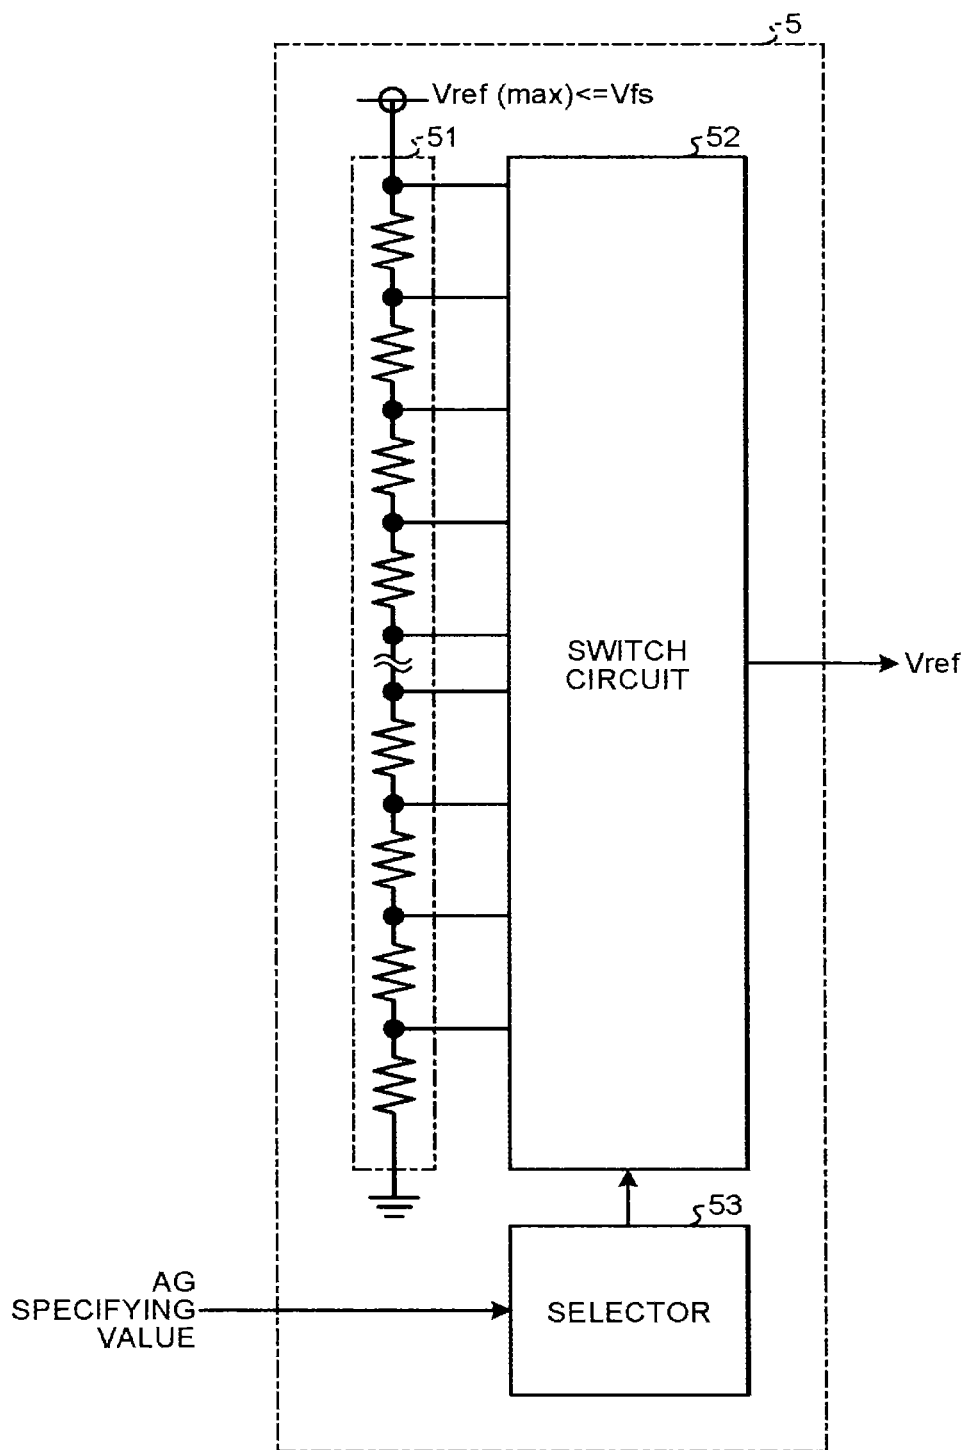 5
Vref (max)<=Vfs
51
52
SWITCH
CIRCUIT
Vref
53
AG
SPECIFYING
VALUE
SELECTOR